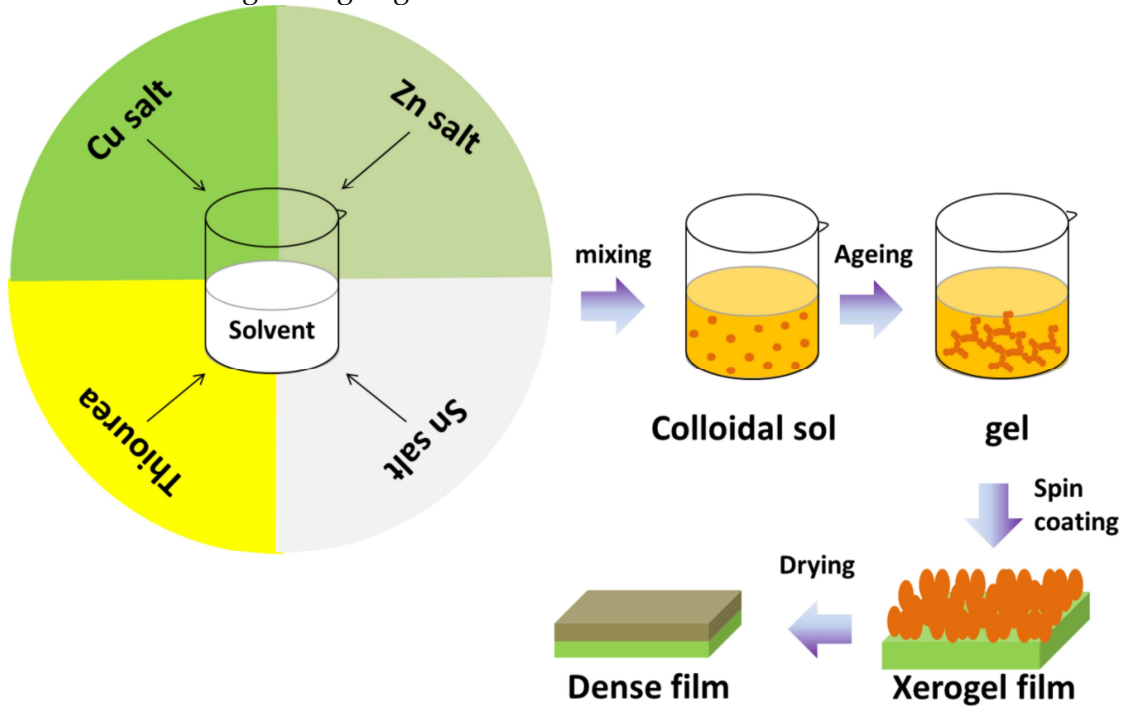 Cu salt
Zn salt
Solvent
Thiourea
Sn salt
mixing
Ageing
Colloidal sol
gel
Spin
coating
Drying
Dense film
Xerogel film